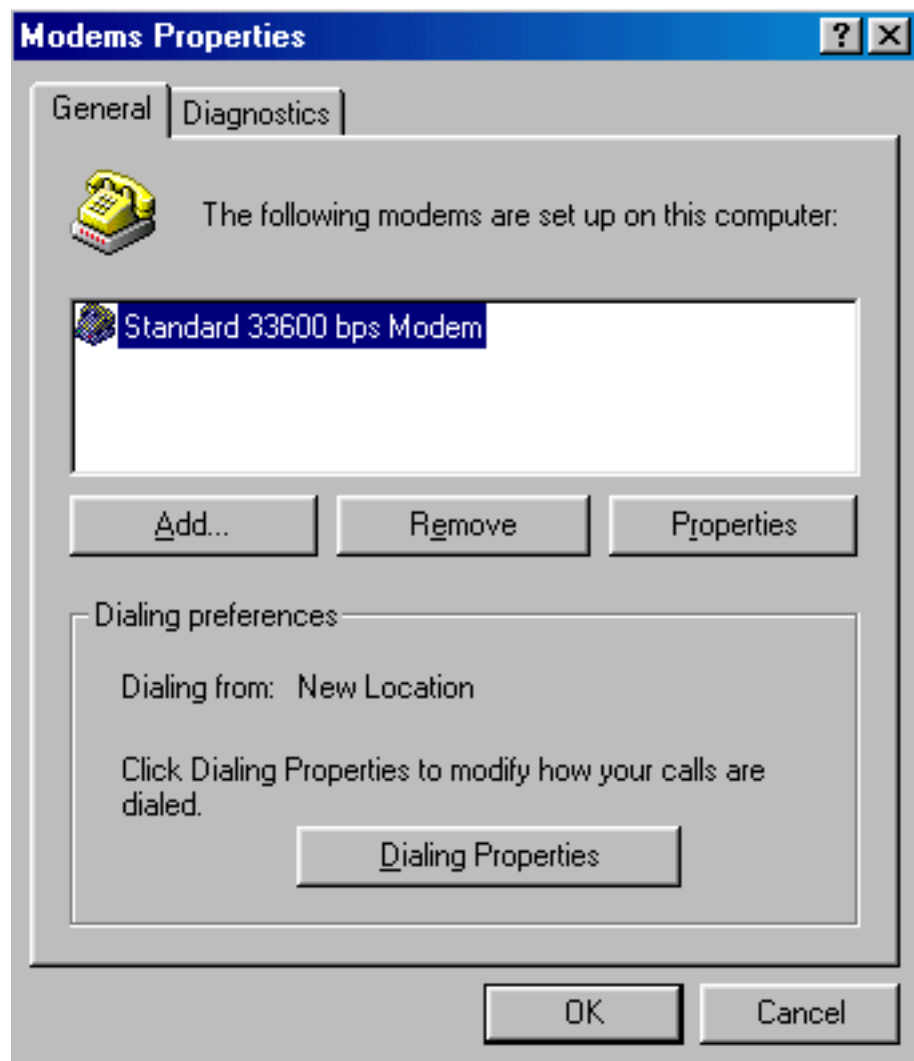 Modems Properties
General
Diagnostics
The following modems are set up on this computer:
Standard 33600 bps Modem
Add...
Remove
Properties
Dialing preferences
Dialing from: New Location
Click Dialing Properties to modify how your calls are
dialed.
Dialing Properties
OK
Cancel